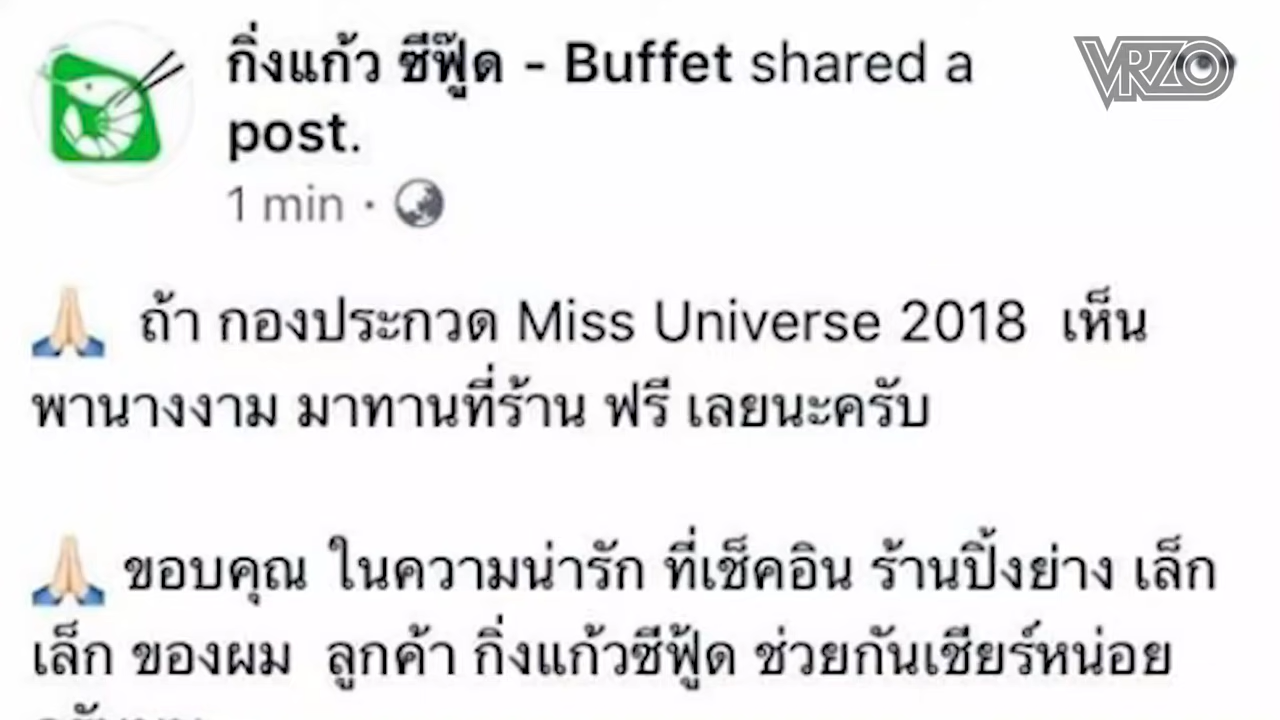 กิ่งแก้ว ซีฟู๊ด - Buffet shared a
post.
VRZO
1 min ·
🙏🏻 ถ้า กองประกวด Miss Universe 2018 เห็น
พานางงาม มาทานที่ร้าน ฟรี เลยนะครับ
🙏🏻 ขอบคุณ ในความน่ารัก ที่เช็คอิน ร้านปิ้งย่าง เล็ก
เล็ก ของผม ลูกค้า กิ่งแก้วซีฟู้ด ช่วยกันเชียร์หน่อย